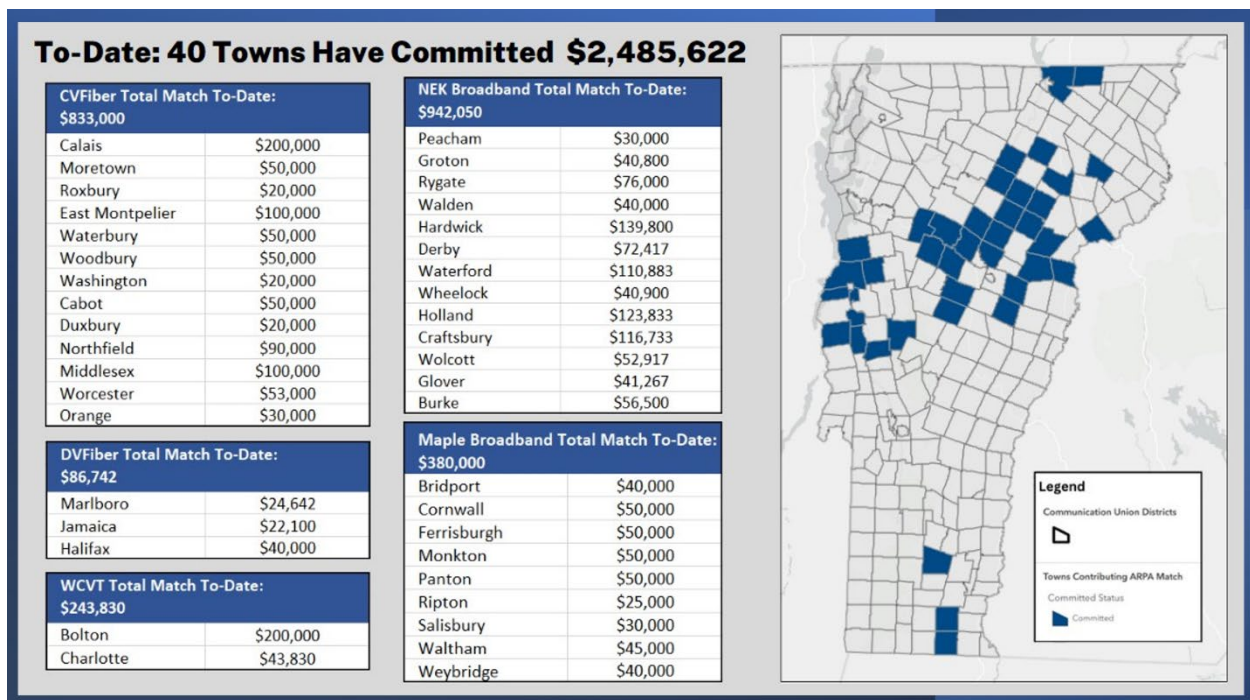 To-Date: 40 Towns Have Committed $2,485,622
CVFiber Total Match To-Date:
$833,000
Calais $200,000
Moretown $50,000
Roxbury $20,000
East Montpelier $100,000
Waterbury $50,000
Woodbury $50,000
Washington $20,000
Cabot $50,000
Duxbury $20,000
Northfield $90,000
Middlesex $100,000
Worcester $53,000
Orange $30,000
DVFiber Total Match To-Date:
$86,742
Marlboro $24,642
Jamaica $22,100
Halifax $40,000
WCVT Total Match To-Date:
$243,830
Bolton $200,000
Charlotte $43,830
NEK Broadband Total Match To-Date:
$942,050
Peacham $30,000
Groton $40,800
Rygate $76,000
Walden $40,000
Hardwick $139,800
Derby $72,417
Waterford $110,883
Wheelock $40,900
Holland $123,833
Craftsbury $116,733
Wolcott $52,917
Glover $41,267
Burke $56,500
Maple Broadband Total Match To-Date:
$380,000
Bridport $40,000
Cornwall $50,000
Ferrisburgh $50,000
Monkton $50,000
Panton $50,000
Ripton $25,000
Salisbury $30,000
Waltham $45,000
Weybridge $40,000
Legend
Communication Union Districts
Towns Contributing ARPA Match
Committed Status
Committed